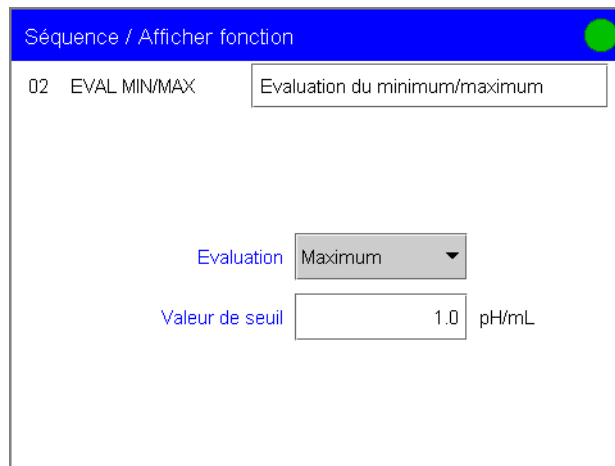 Séquence / Afficher fonction
02 EVAL MIN/MAX Evaluation du minimum/maximum
Evaluation Maximum
Valeur de seuil 1.0 pH/mL